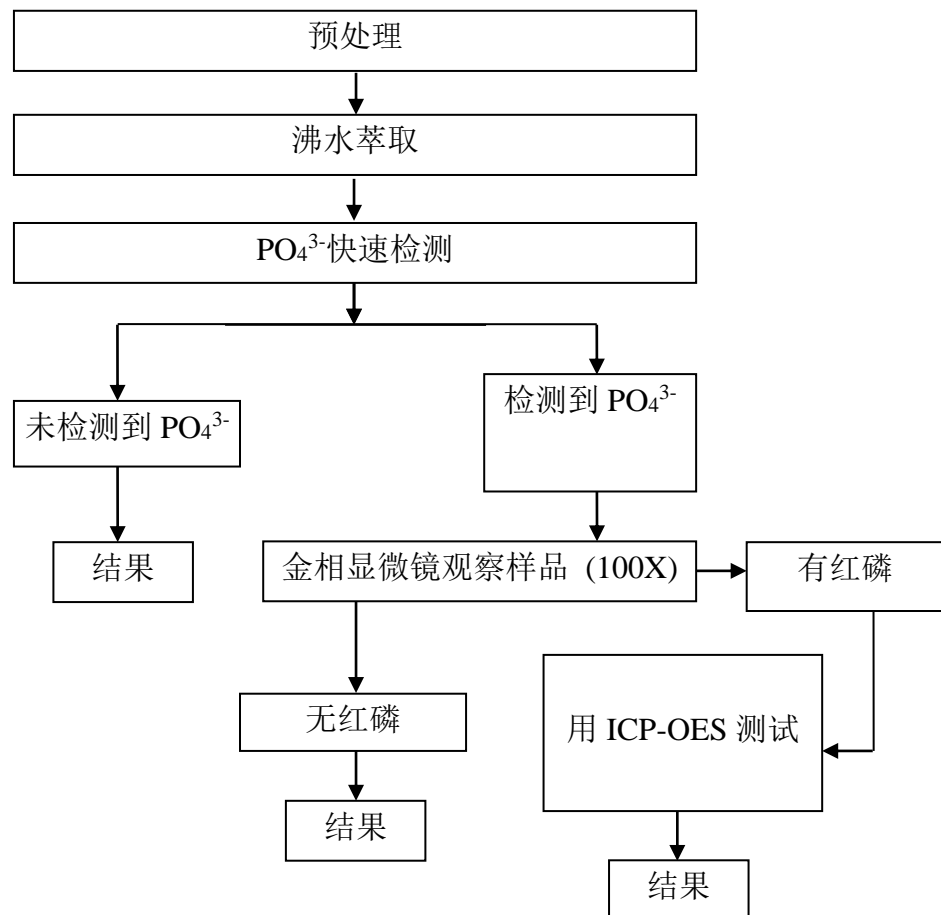 预处理
沸水萃取
PO₄³⁻快速检测
未检测到 PO₄³⁻
检测到 PO₄³⁻
结果
金相显微镜观察样品 (100X)
有红磷
无红磷
用 ICP-OES 测试
结果
结果